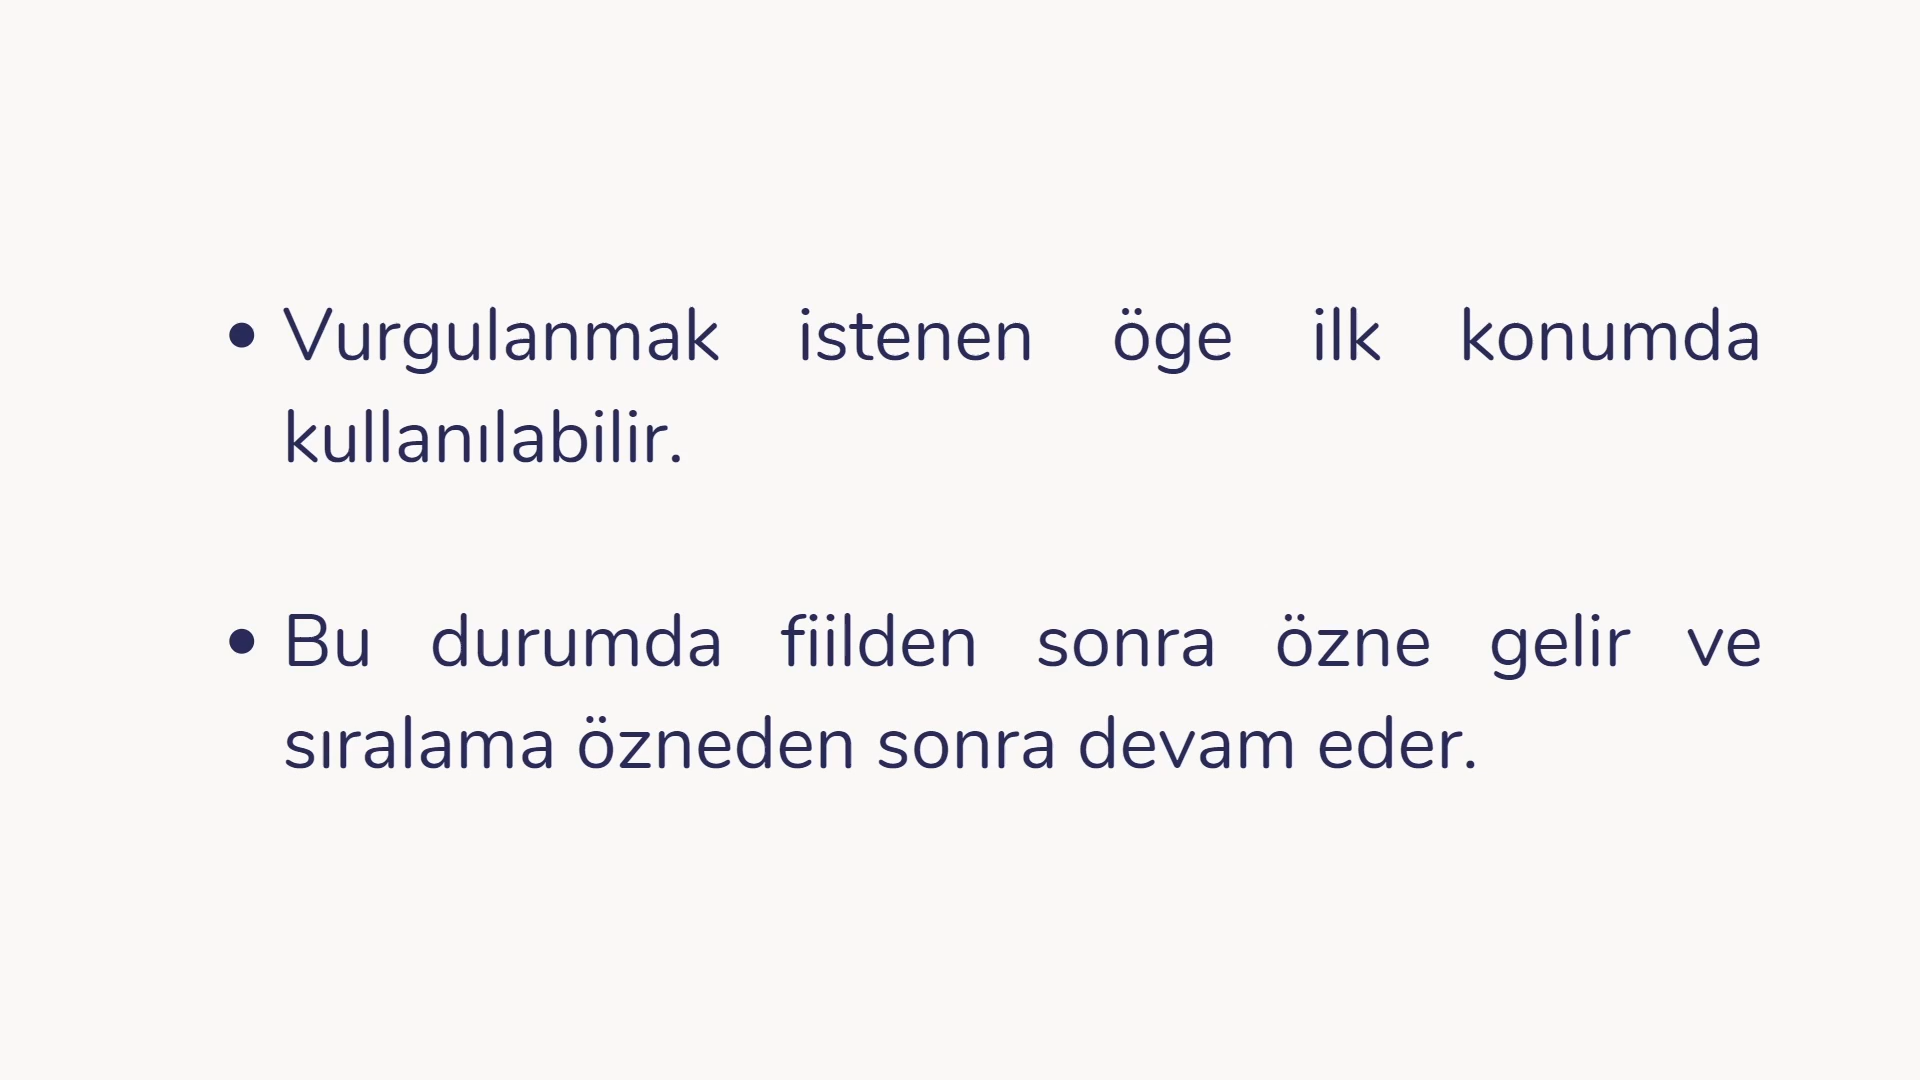 • Vurgulanmak istenen öge ilk konumda
kullanılabilir.
• Bu durumda fiilden sonra özne gelir ve
sıralama özneden sonra devam eder.